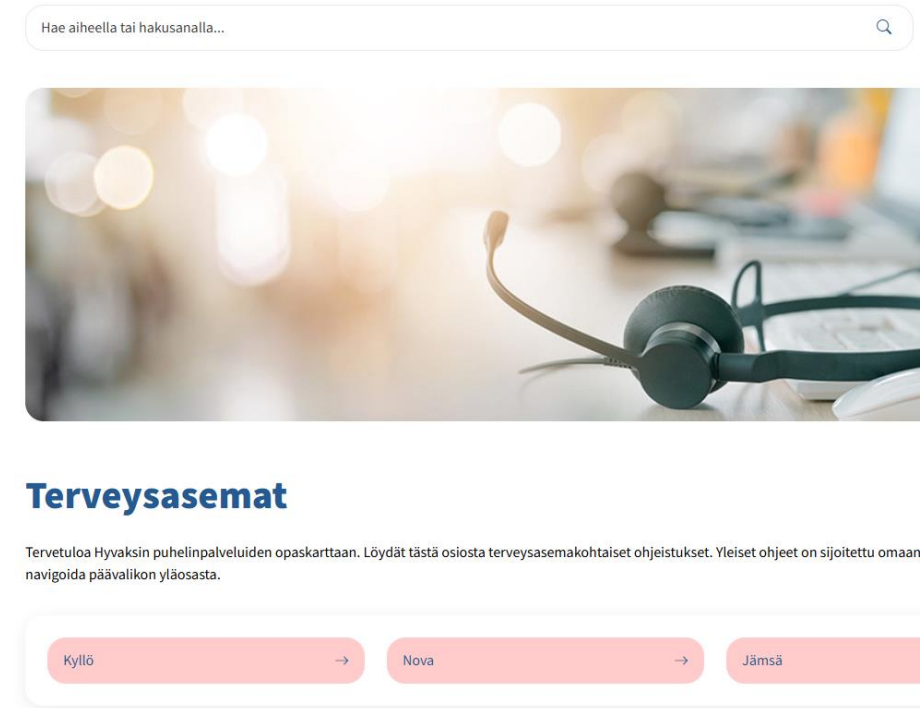 Hae aiheella tai hakusanalla...
Terveysasemat
Tervetuloa Hyvaksin puhelinpalveluiden opaskarttaan. Löydät tästä osiosta terveysasemakohtaiset ohjeistukset. Yleiset ohjeet on sijoitettu omaan
navigoida päävalikon yläosasta.
Kyllö
Nova
Jämsä